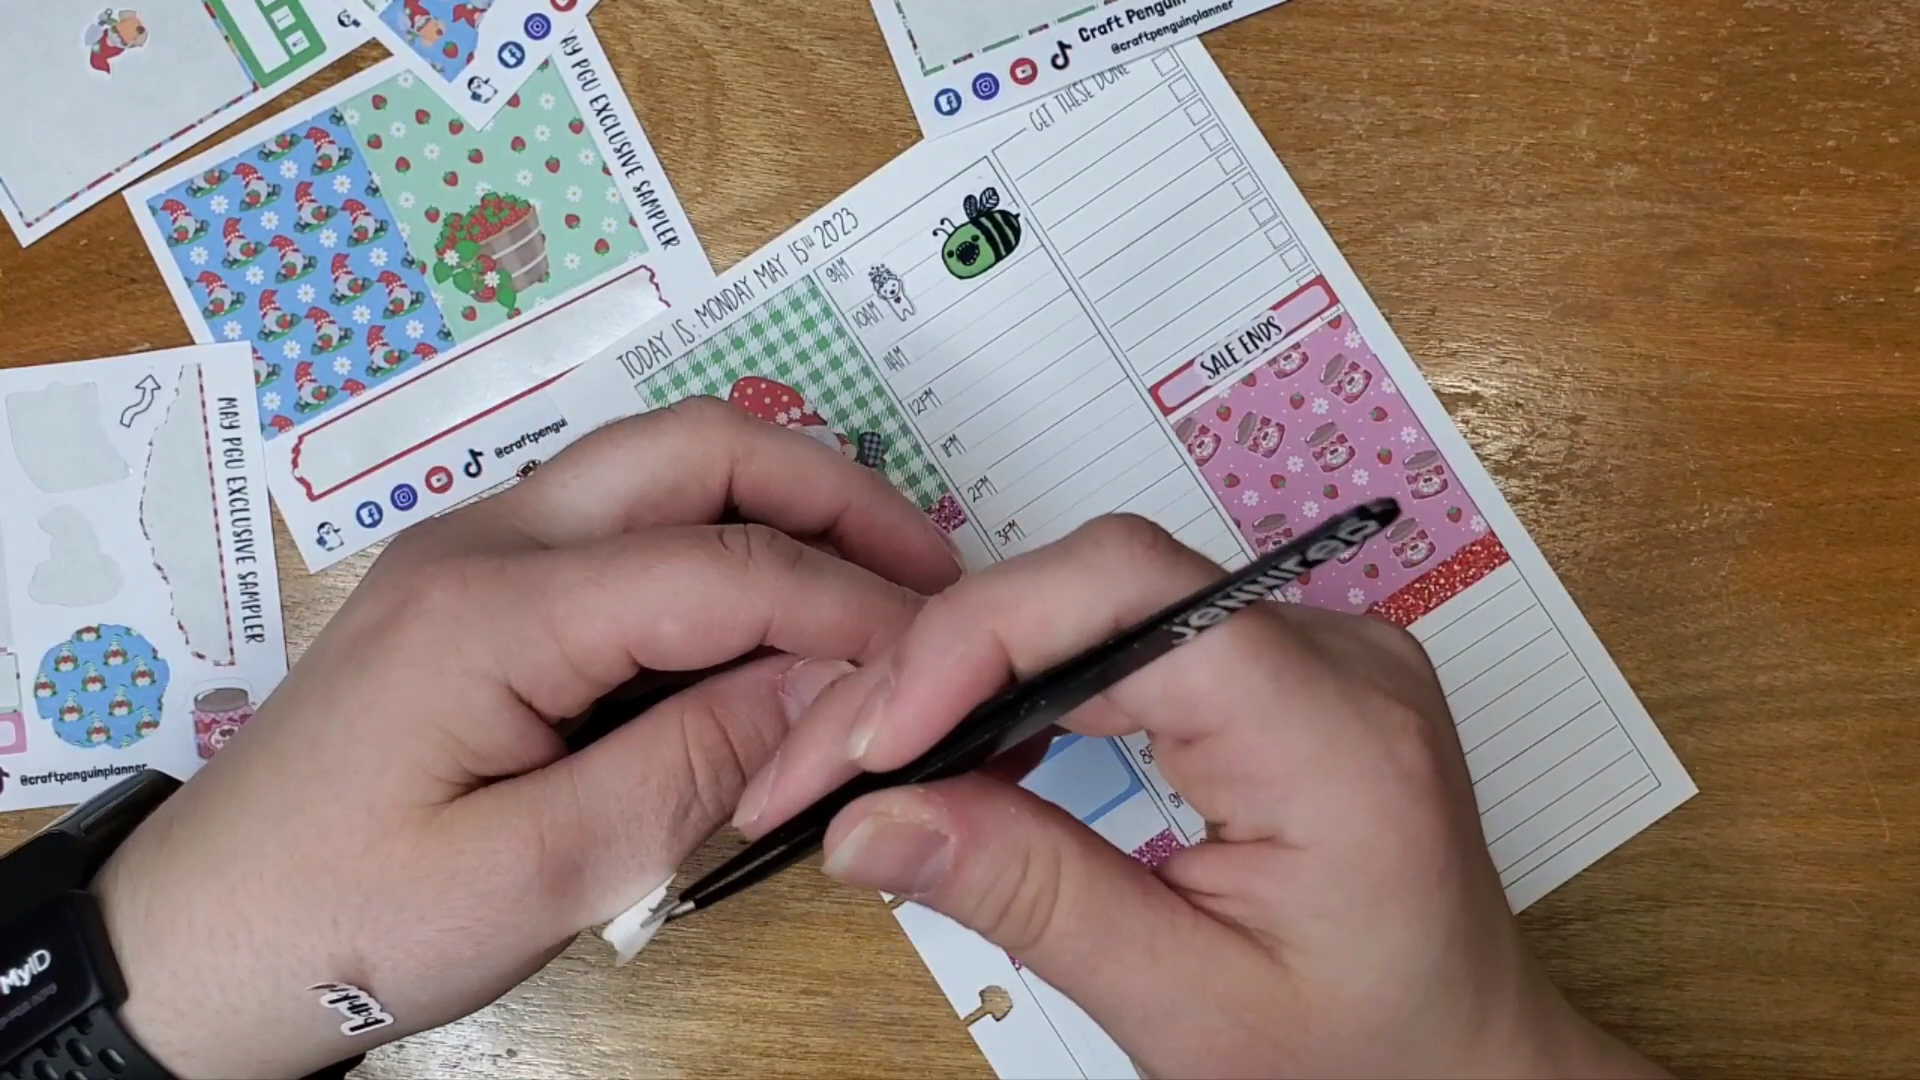 Craft Penguin
@craftpenguinplanner
MAY PGU EXCLUSIVE SAMPLER
GET THESE DONE
TODAY IS: MONDAY MAY 15TH 2023
9AM
10AM
11AM
12PM
1PM
2PM
3PM
SALE ENDS
@craftpengui
MAY PGU EXCLUSIVE SAMPLER
@craftpenguinplanner
MyID